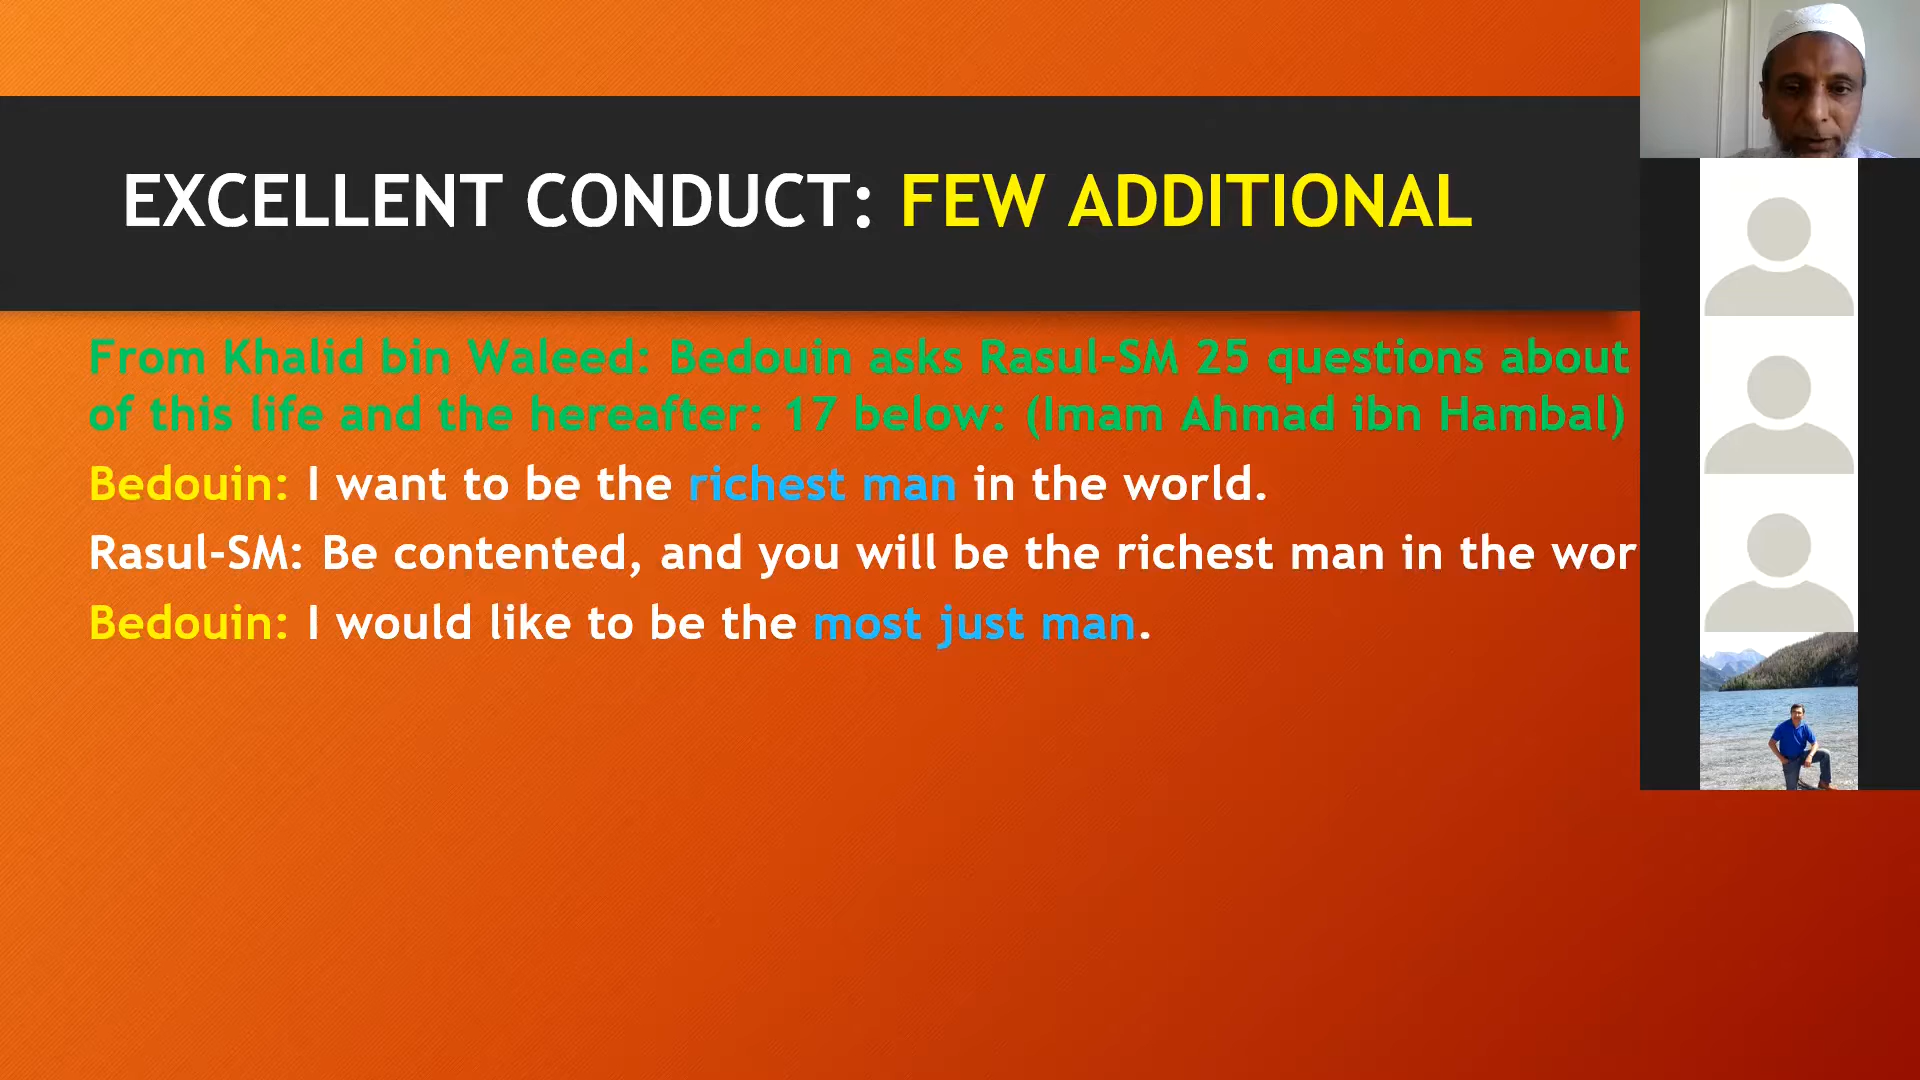 EXCELLENT CONDUCT: FEW ADDITIONAL
From Khalid bin Waleed: Bedouin asks Rasul-SM 25 questions about
of this life and the hereafter: 17 below: (Imam Ahmad ibn Hambal)
Bedouin: I want to be the richest man in the world.
Rasul-SM: Be contented, and you will be the richest man in the wor
Bedouin: I would like to be the most just man.